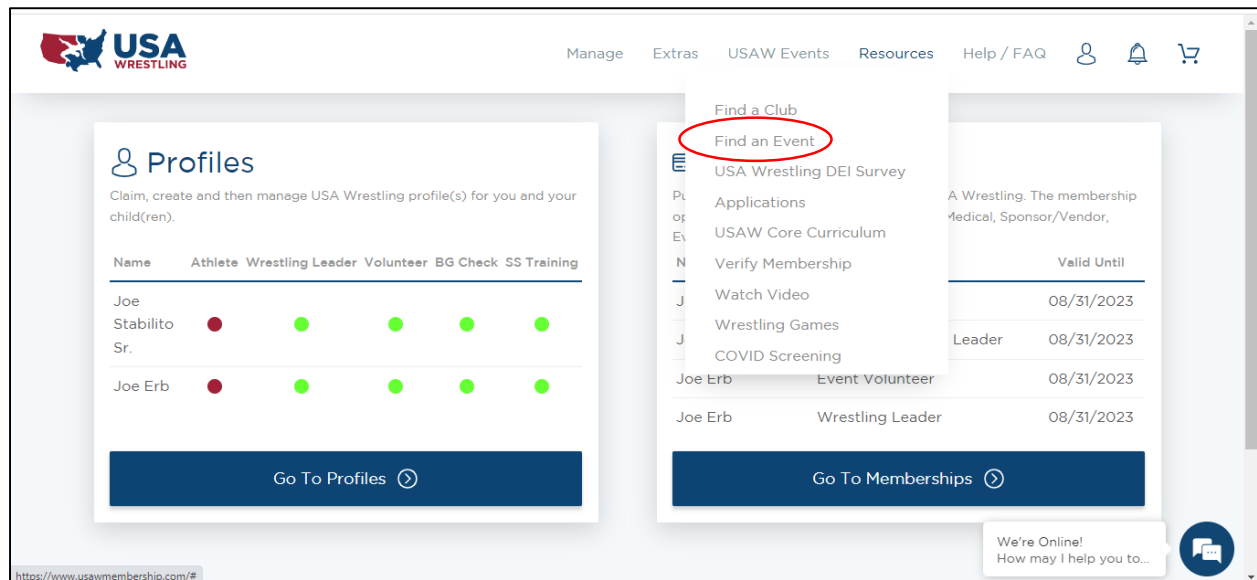 USA
WRESTLING
Manage Extras USAW Events Resources Help / FAQ
Find a Club
Find an Event
USA Wrestling DEI Survey
Applications
USAW Core Curriculum
Verify Membership
Watch Video
Wrestling Games
COVID Screening
Profiles
Claim, create and then manage USA Wrestling profile(s) for you and your
child(ren).
Name Athlete Wrestling Leader Volunteer BG Check SS Training
Joe
Stabilito
Sr.
Joe Erb
Go To Profiles
A Wrestling. The membership
Medical, Sponsor/Vendor,
Valid Until
08/31/2023
Leader 08/31/2023
Joe Erb Event Volunteer 08/31/2023
Joe Erb Wrestling Leader 08/31/2023
Go To Memberships
We're Online!
How may I help you to...
https://www.usawmembership.com/#